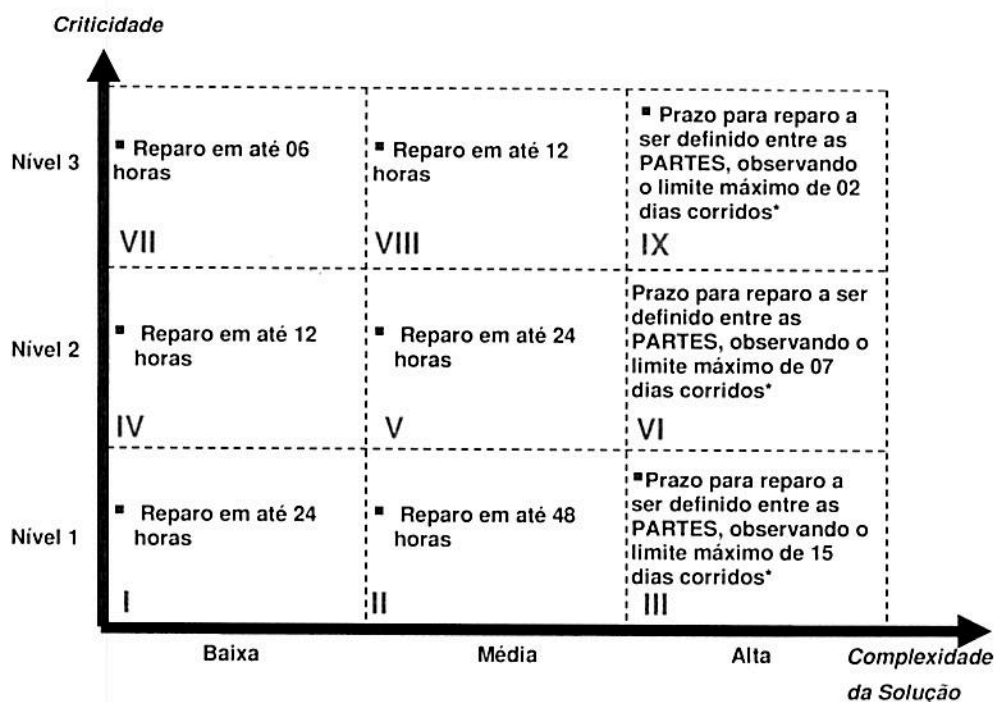 Criticidade
Nível 3
■ Reparo em até 06
horas
VII
■ Reparo em até 12
horas
VIII
■ Prazo para reparo a
ser definido entre as
PARTES, observando
o limite máximo de 02
dias corridos*
IX
Nível 2
■ Reparo em até 12
horas
IV
■ Reparo em até 24
horas
V
Prazo para reparo a ser
definido entre as
PARTES, observando o
limite máximo de 07
dias corridos*
VI
Nível 1
■ Reparo em até 24
horas
I
■ Reparo em até 48
horas
II
■Prazo para reparo a
ser definido entre as
PARTES, observando o
limite máximo de 15
dias corridos*
III
Baixa
Média
Alta
Complexidade
da Solução